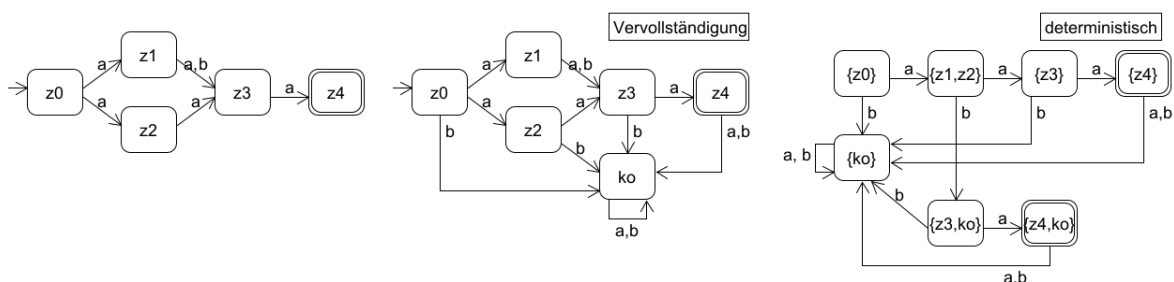 z0
a
a
z1
z2
a,b
a
z3
a
z4
Vervollständigung
z0
a
a
b
z1
z2
a,b
a
b
z3
a
b
z4
a,b
ko
a,b
deterministisch
{z0}
a
{z1,z2}
a
{z3}
a
{z4}
b
b
b
a,b
a, b
{ko}
b
{z3,ko}
a
{z4,ko}
a,b